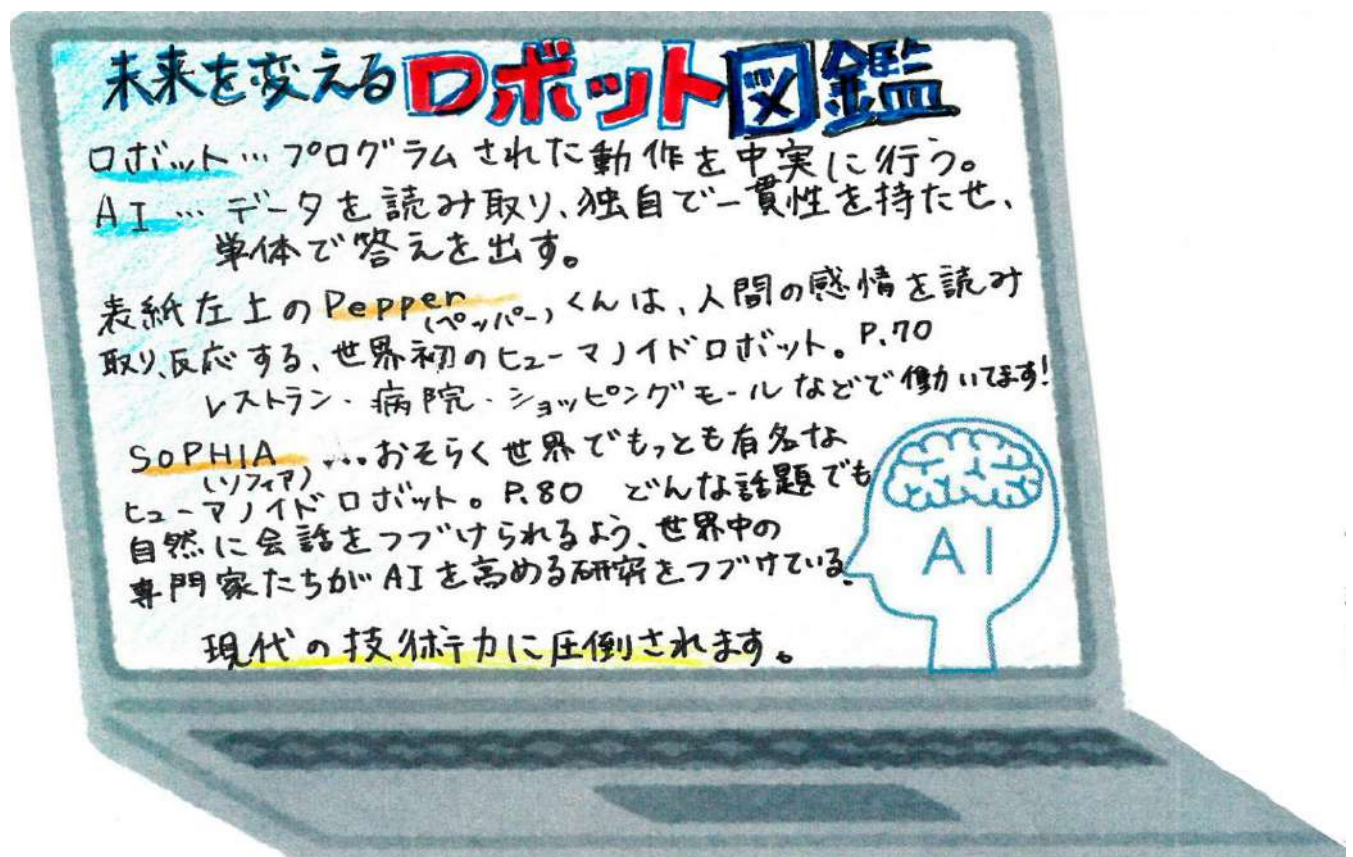 未来を変えるロボット図鑑
ロボット…プログラムされた動作を中実に行う。
AI…データを読み取り、独自で一貫性を持たせ、
単体で答えを出す。
表紙左上のPepper(ペッパー)くんは、人間の感情を読み
取り、反応する、世界初のヒューマノイドロボット。P.70
レストラン・病院・ショッピングモールなどで働いてます!
SOPHIA(ソフィア)…おそらく世界でもっとも有名な
ヒューマノイドロボット。P.80 どんな話題でも
自然に会話をつづけられるよう、世界中の
専門家たちがAIを高める研究をつづけている。
現代の技術力に圧倒されます。
AI